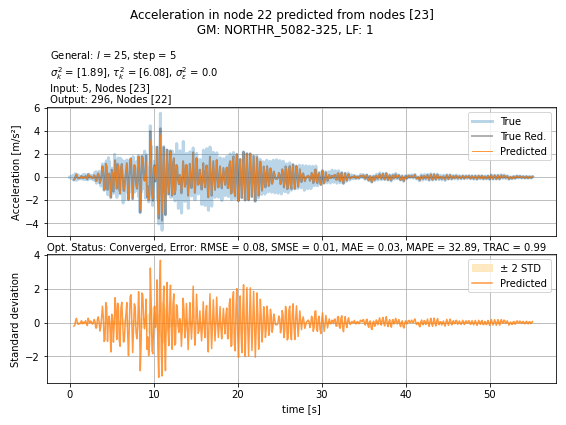 Acceleration in node 22 predicted from nodes [23]
GM: NORTHR_5082-325, LF: 1
General: l = 25, step = 5
σ²ₖ = [1.89], τ²ₖ = [6.08], σ²ₑ = 0.0
Input: 5, Nodes [23]
Output: 296, Nodes [22]
Acceleration [m/s²]
6
4
2
0
−2
−4
True
True Red.
Predicted
Opt. Status: Converged, Error: RMSE = 0.08, SMSE = 0.01, MAE = 0.03, MAPE = 32.89, TRAC = 0.99
Standard deviation
4
2
0
−2
± 2 STD
Predicted
0 10 20 30 40 50
time [s]